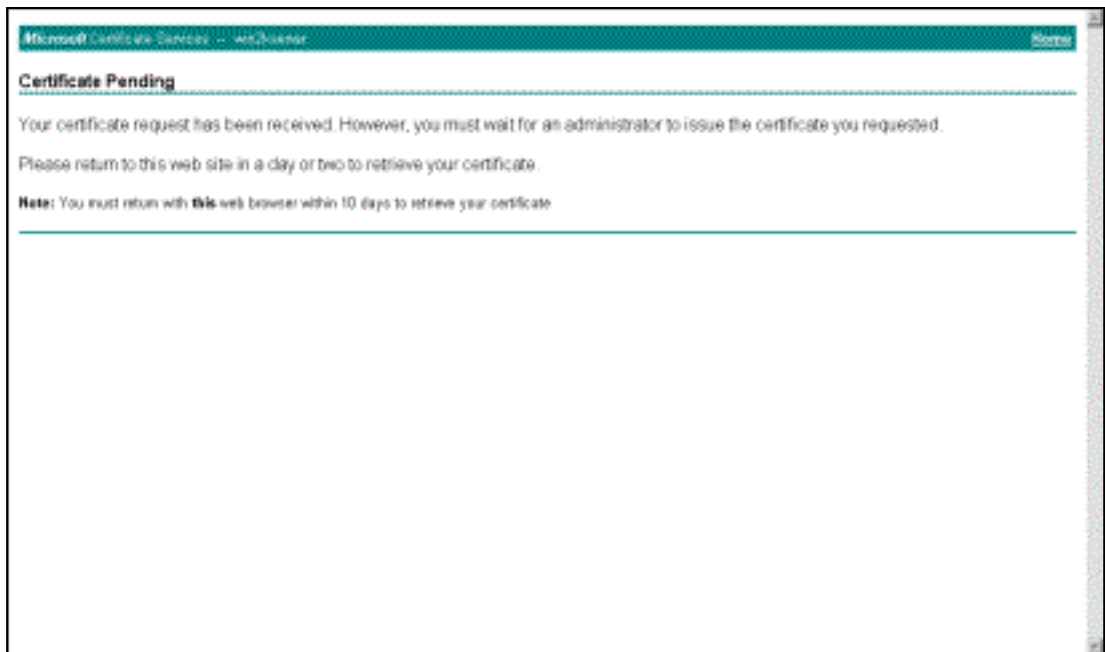 Microsoft Certificate Services -- Home
Certificate Pending
Your certificate request has been received. However, you must wait for an administrator to issue the certificate you requested.
Please return to this web site in a day or two to retrieve your certificate.
Note: You must return with this web browser within 10 days to retrieve your certificate